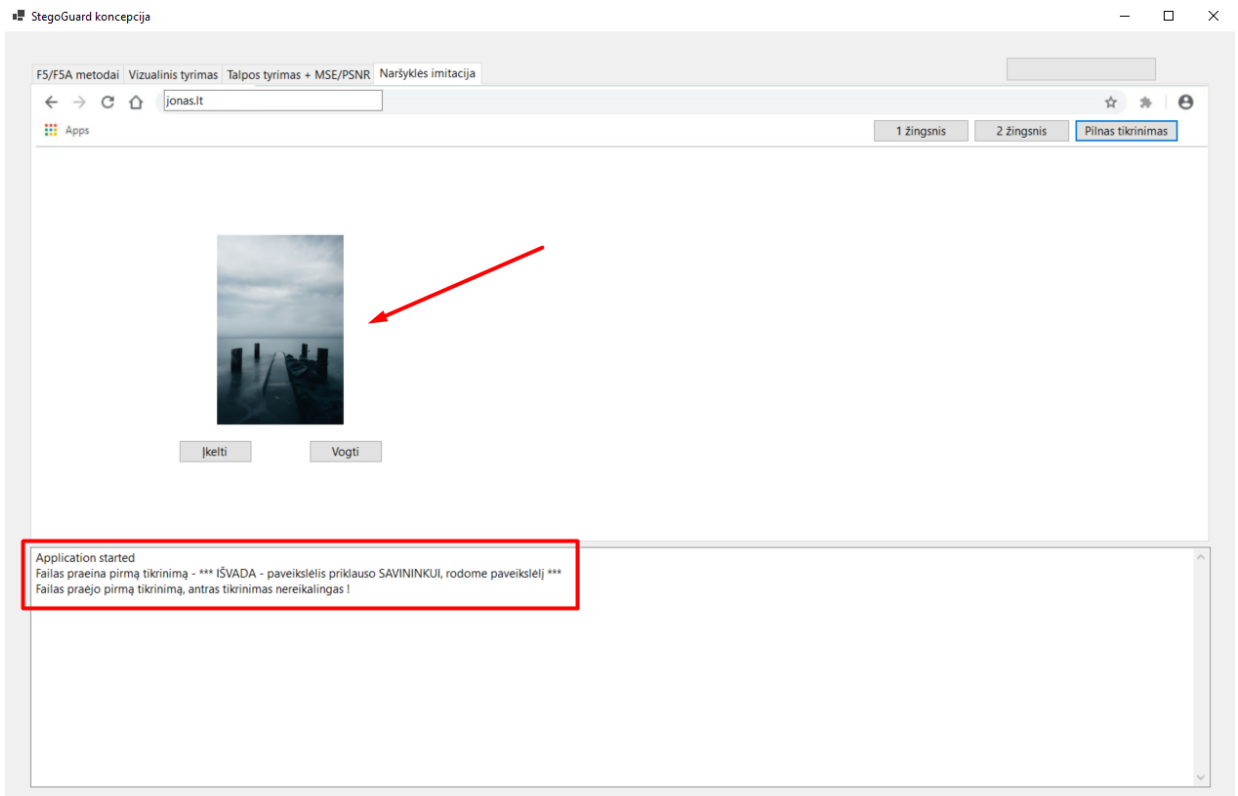 StegoGuard koncepcija
F5/F5A metodai Vizualinis tyrimas Talpos tyrimas + MSE/PSNR Naršyklės imitacija
jonas.lt
Apps 1 žingsnis 2 žingsnis Pilnas tikrinimas
Įkelti Vogti
Application started
Failas praeina pirmą tikrinimą - *** IŠVADA - paveikslėlis priklauso SAVININKUI, rodome paveikslėlį ***
Failas praėjo pirmą tikrinimą, antras tikrinimas nereikalingas !